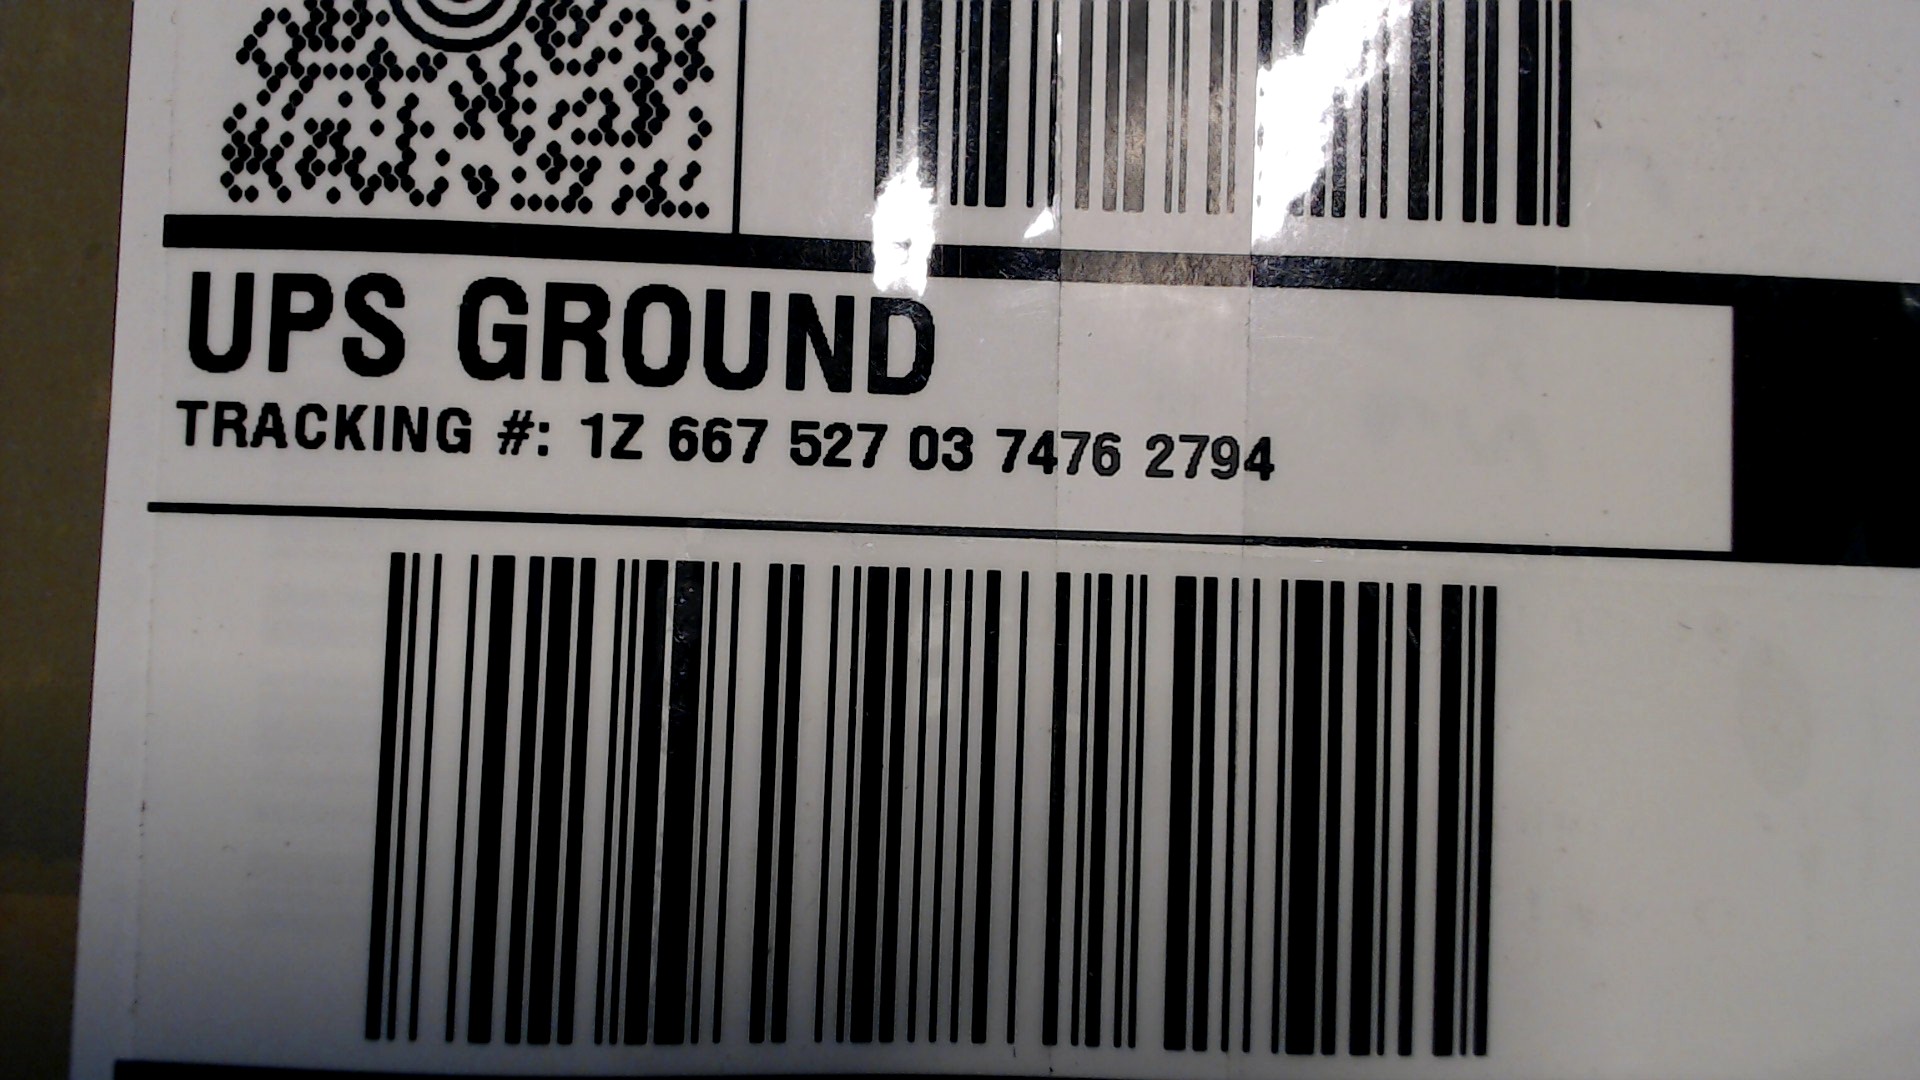 UPS GROUND
TRACKING #: 1Z 667 527 03 7476 2794